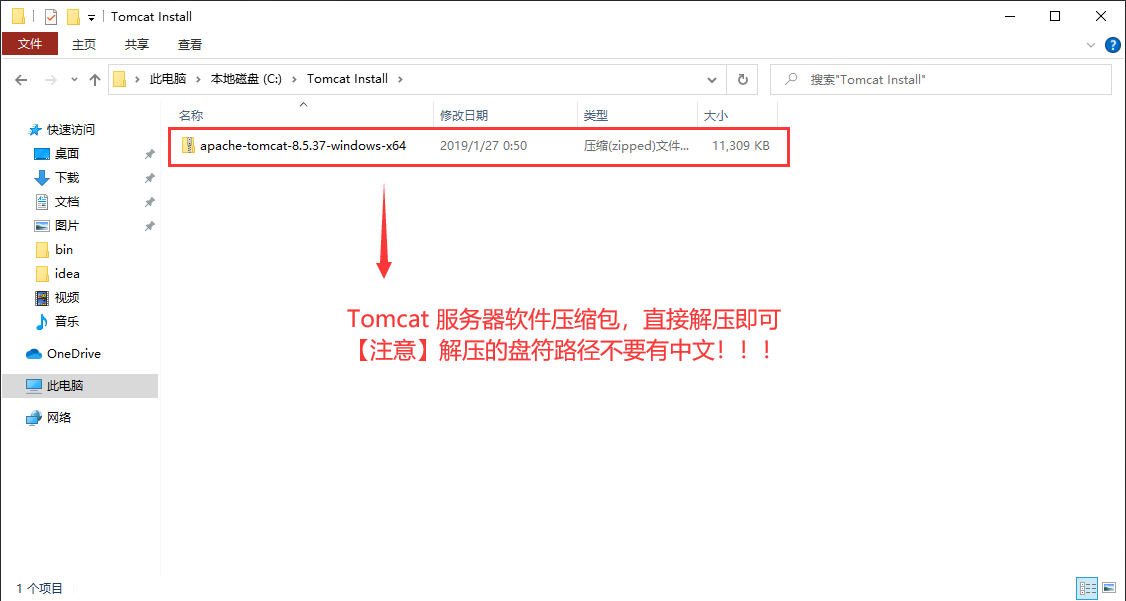 Tomcat Install
文件 主页 共享 查看
此电脑 本地磁盘 (C:) Tomcat Install
搜索"Tomcat Install"
名称 修改日期 类型 大小
apache-tomcat-8.5.37-windows-x64 2019/1/27 0:50 压缩(zipped)文件... 11,309 KB
快速访问
桌面
下载
文档
图片
bin
idea
视频
音乐
OneDrive
此电脑
网络
Tomcat 服务器软件压缩包，直接解压即可
【注意】解压的盘符路径不要有中文！！！
1 个项目